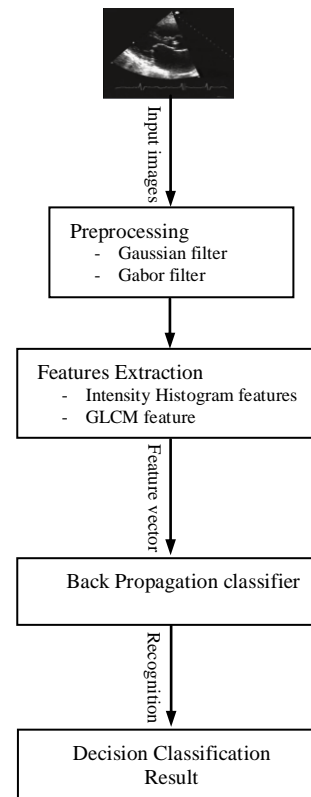 Input images
Preprocessing
- Gaussian filter
- Gabor filter
Features Extraction
- Intensity Histogram features
- GLCM feature
Feature vector
Back Propagation classifier
Recognition
Decision Classification
Result